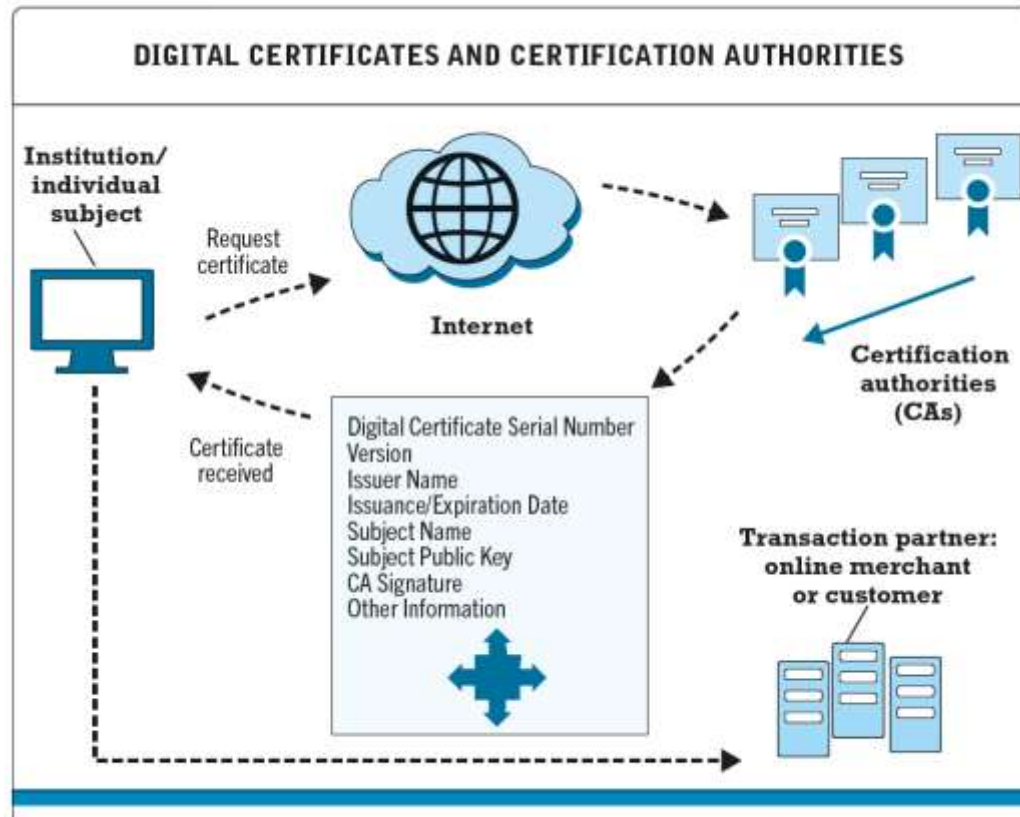 DIGITAL CERTIFICATES AND CERTIFICATION AUTHORITIES
Institution/
individual
subject
Request
certificate
Internet
Certification
authorities
(CAs)
Certificate
received
Digital Certificate Serial Number
Version
Issuer Name
Issuance/Expiration Date
Subject Name
Subject Public Key
CA Signature
Other Information
Transaction partner:
online merchant
or customer